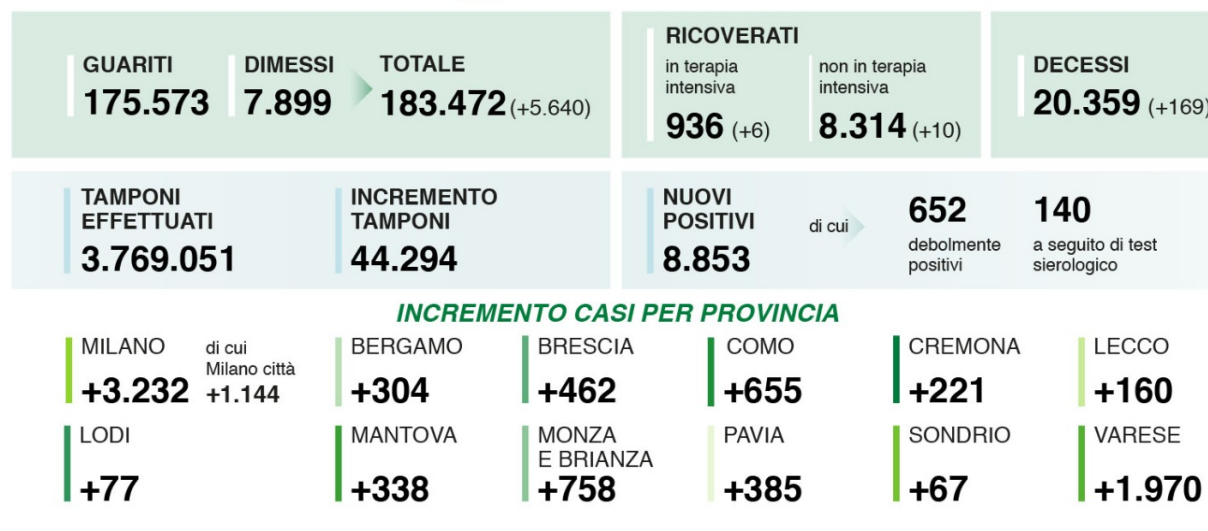 GUARITI
175.573
DIMESSI
7.899
TOTALE
183.472 (+5.640)
RICOVERATI
in terapia
intensiva
936 (+6)
non in terapia
intensiva
8.314 (+10)
DECESSI
20.359 (+169)
TAMPONI
EFFETTUATI
3.769.051
INCREMENTO
TAMPONI
44.294
NUOVI
POSITIVI
8.853
di cui
652
debolmente
positivi
140
a seguito di test
sierologico
INCREMENTO CASI PER PROVINCIA
MILANO
+3.232
di cui
Milano città
+1.144
BERGAMO
+304
BRESCIA
+462
COMO
+655
CREMONA
+221
LECCO
+160
LODI
+77
MANTOVA
+338
MONZA
E BRIANZA
+758
PAVIA
+385
SONDRIO
+67
VARESE
+1.970